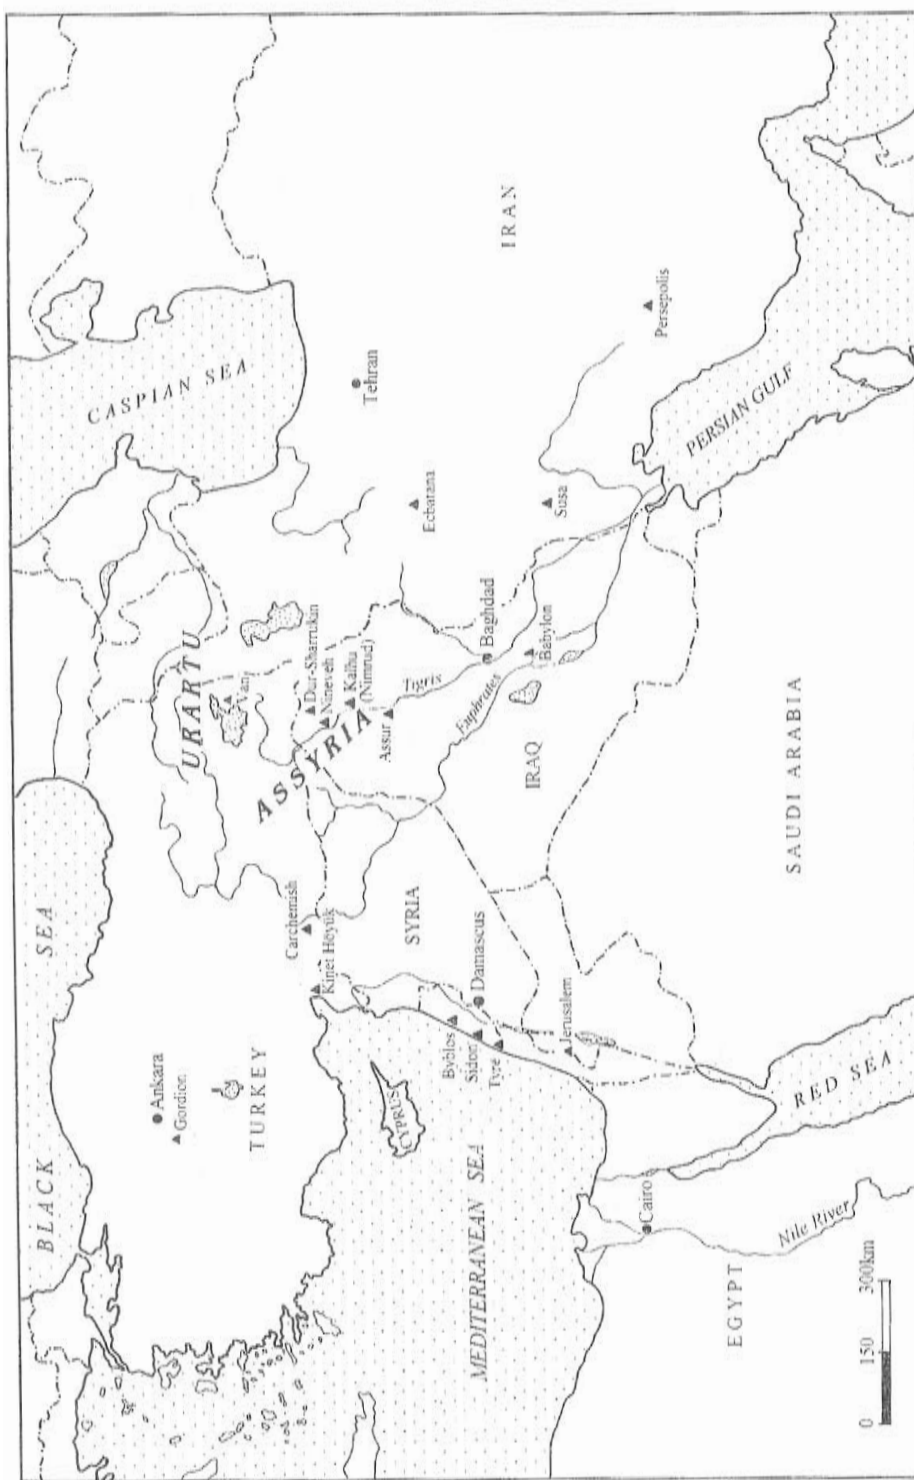 BLACK SEA
CASPIAN SEA
URARTU
Van
Ankara
Gordion
TURKEY
Tehran
Dur-Sharrukin
Nineveh
Kalhu
(Nimrud)
ASSYRIA
Carchemish
Kinet Höyük
Assur
Tigris
Ecbatana
IRAN
CYPRUS
SYRIA
Euphrates
Baghdad
Babylon
Susa
Persepolis
IRAQ
MEDITERRANEAN SEA
Byblos
Sidon
Tyre
Damascus
Jerusalem
PERSIAN GULF
Cairo
EGYPT
Nile River
RED SEA
SAUDI ARABIA
0 150 300km